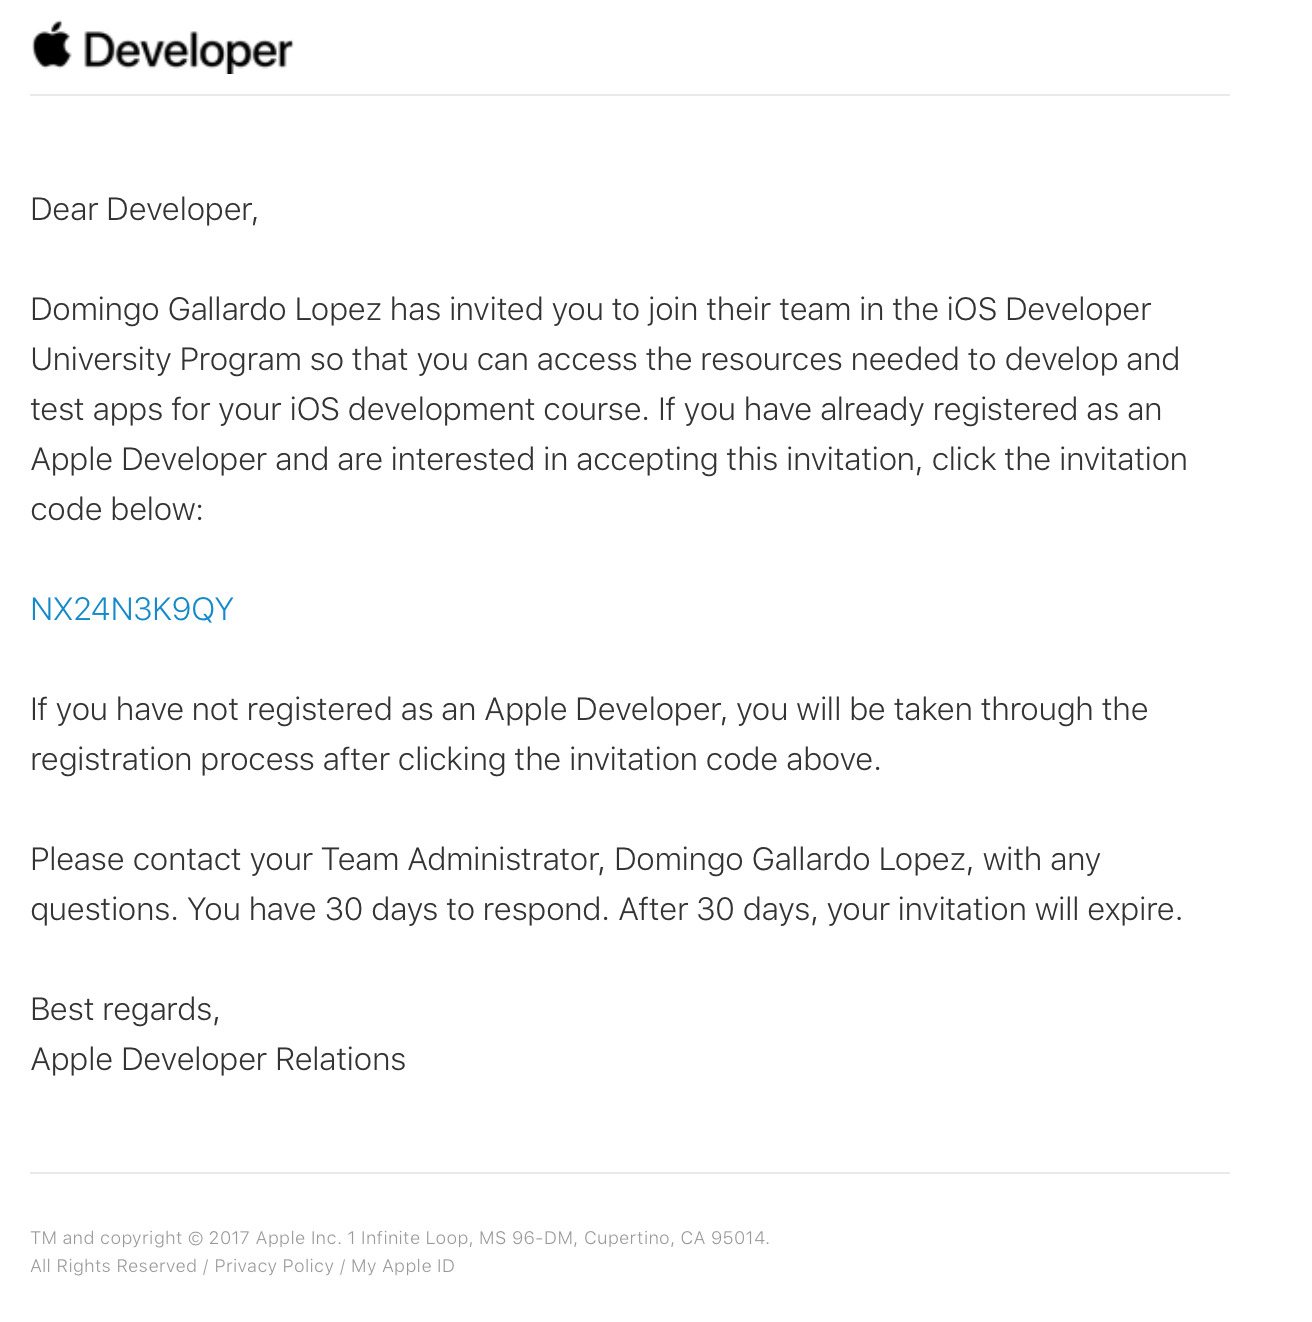 Developer
Dear Developer,
Domingo Gallardo Lopez has invited you to join their team in the iOS Developer
University Program so that you can access the resources needed to develop and
test apps for your iOS development course. If you have already registered as an
Apple Developer and are interested in accepting this invitation, click the invitation
code below:
NX24N3K9QY
If you have not registered as an Apple Developer, you will be taken through the
registration process after clicking the invitation code above.
Please contact your Team Administrator, Domingo Gallardo Lopez, with any
questions. You have 30 days to respond. After 30 days, your invitation will expire.
Best regards,
Apple Developer Relations
TM and copyright © 2017 Apple Inc. 1 Infinite Loop, MS 96-DM, Cupertino, CA 95014.
All Rights Reserved / Privacy Policy / My Apple ID